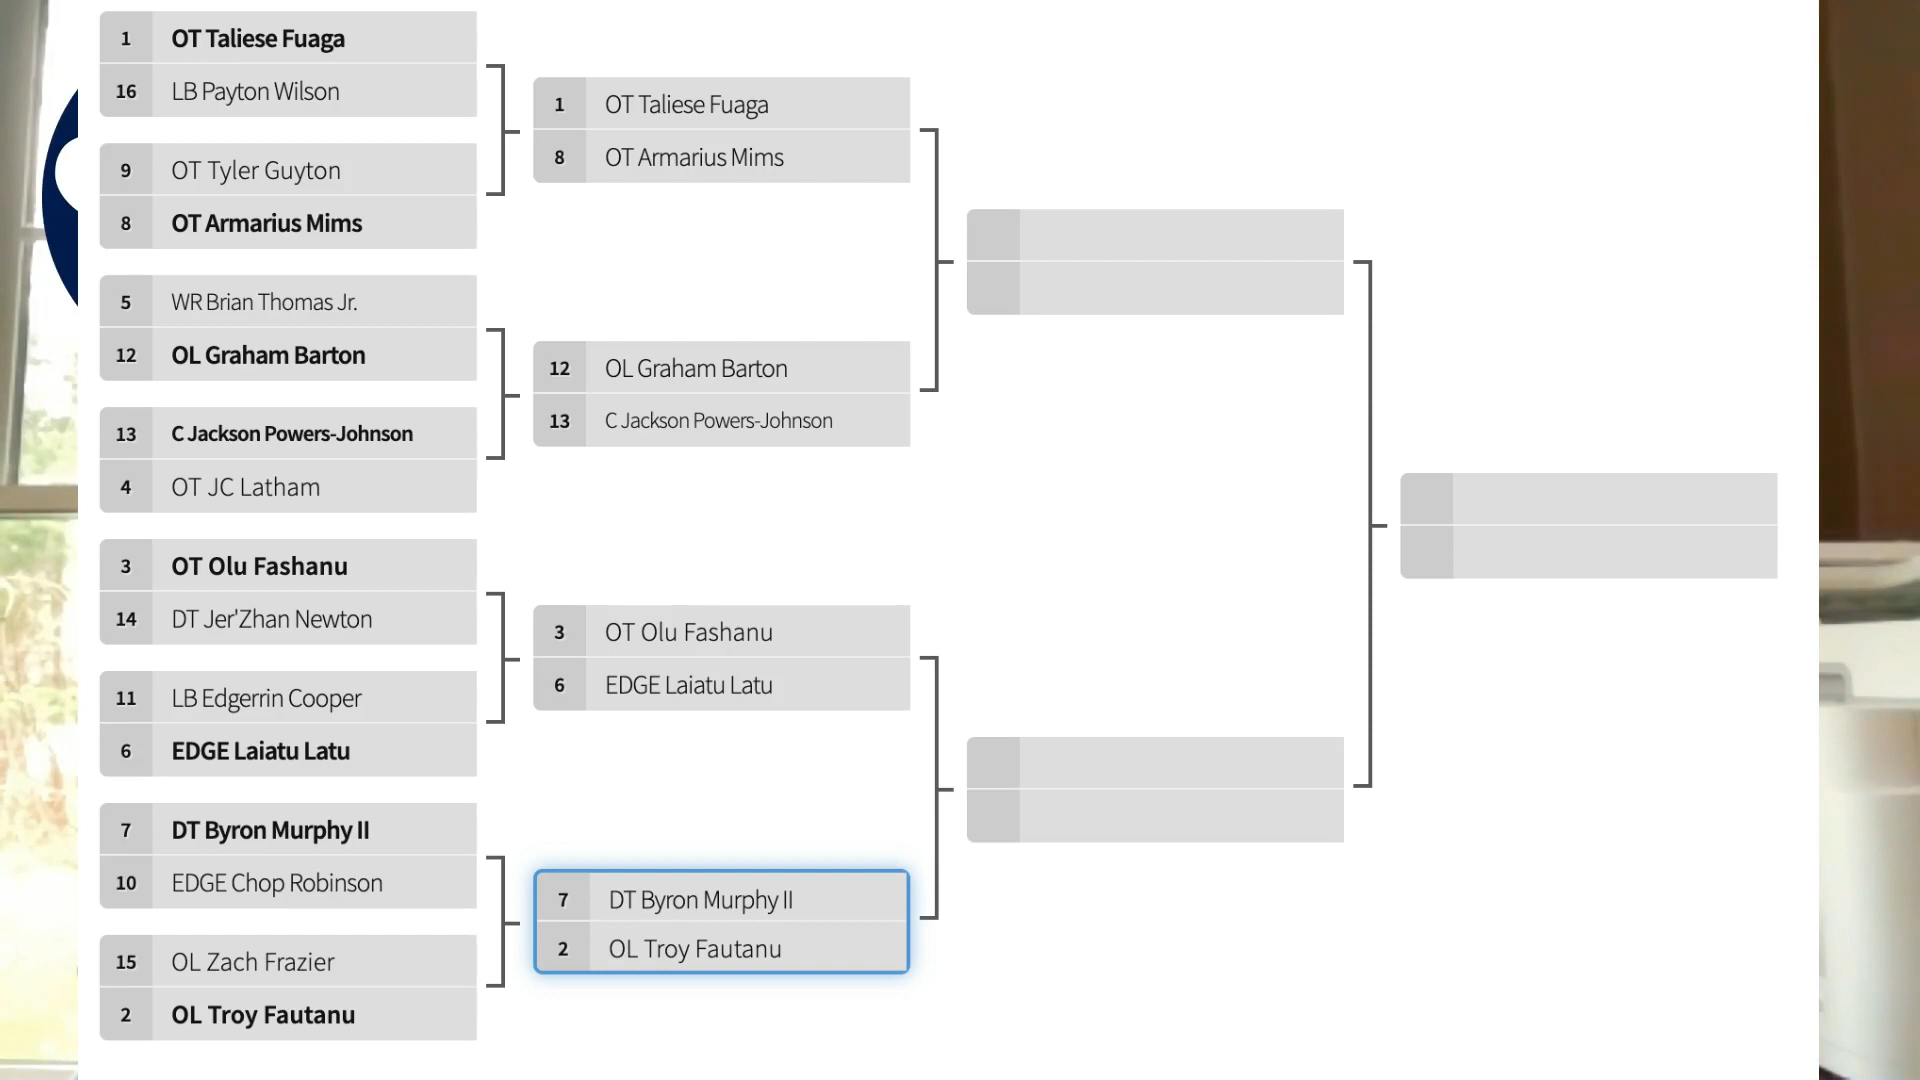 1 OT Taliese Fuaga
16 LB Payton Wilson
9 OT Tyler Guyton
8 OT Armarius Mims
5 WR Brian Thomas Jr.
12 OL Graham Barton
13 C Jackson Powers-Johnson
4 OT JC Latham
3 OT Olu Fashanu
14 DT Jer'Zhan Newton
11 LB Edgerrin Cooper
6 EDGE Laiatu Latu
7 DT Byron Murphy II
10 EDGE Chop Robinson
15 OL Zach Frazier
2 OL Troy Fautanu
1 OT Taliese Fuaga
8 OT Armarius Mims
12 OL Graham Barton
13 C Jackson Powers-Johnson
3 OT Olu Fashanu
6 EDGE Laiatu Latu
7 DT Byron Murphy II
2 OL Troy Fautanu